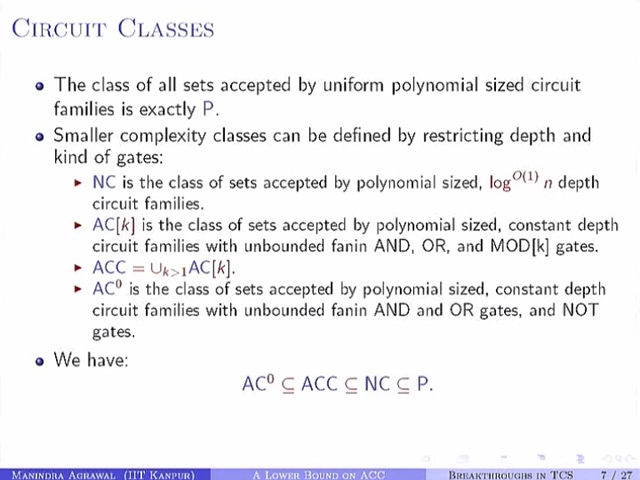 CIRCUIT CLASSES
• The class of all sets accepted by uniform polynomial sized circuit
families is exactly P.
• Smaller complexity classes can be defined by restricting depth and
kind of gates:
▶ NC is the class of sets accepted by polynomial sized, log^{O(1)} n depth
circuit families.
▶ AC[k] is the class of sets accepted by polynomial sized, constant depth
circuit families with unbounded fanin AND, OR, and MOD[k] gates.
▶ ACC = ∪_{k>1}AC[k].
▶ AC⁰ is the class of sets accepted by polynomial sized, constant depth
circuit families with unbounded fanin AND and OR gates, and NOT
gates.
• We have:
AC⁰ ⊆ ACC ⊆ NC ⊆ P.
MANINDRA AGRAWAL (IIT KANPUR) A LOWER BOUND ON ACC BREAKTHROUGHS IN TCS 7 / 27